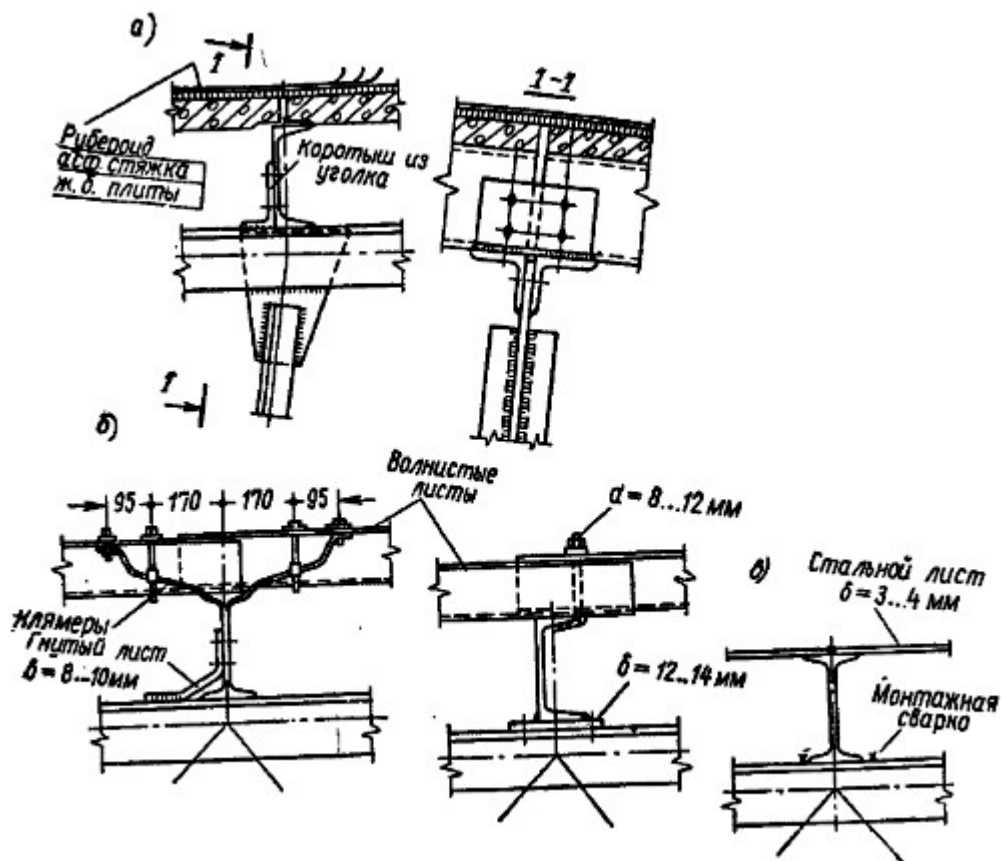 а)
1
1-1
Рубероид
асф. стяжка
ж. б. плиты
коротыш из
уголка
1
б)
Волнистые
листы
95 170 170 95
d = 8...12 мм
в)
Стальной лист
δ = 3...4 мм
Клямеры
Гнутый лист
δ = 8...10мм
δ = 12...14 мм
Монтажная
сварка